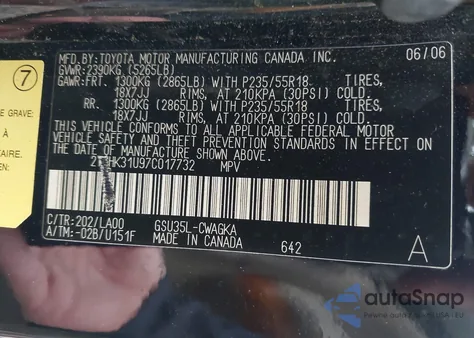 7
E GRAVE:
À
TAIRE.
EN:
MFD.BY:TOYOTA MOTOR MANUFACTURING CANADA INC. 06/06
GVWR:2390KG (5265LB)
GAWR:FRT. 1300KG (2865LB) WITH P235/55R18 TIRES,
18X7JJ RIMS, AT 210KPA (30PSI) COLD.
RR. 1300KG (2865LB) WITH P235/55R18 TIRES,
18X7JJ RIMS, AT 210KPA (30PSI) COLD.
THIS VEHICLE CONFORMS TO ALL APPLICABLE FEDERAL MOTOR
VEHICLE SAFETY AND THEFT PREVENTION STANDARDS IN EFFECT ON
THE DATE OF MANUFACTURE SHOWN ABOVE.
MPV
C/TR:202/LA00 GSU35L-CWAGKA
A/TM:-02B/U151F MADE IN CANADA 642 A
autoSnap